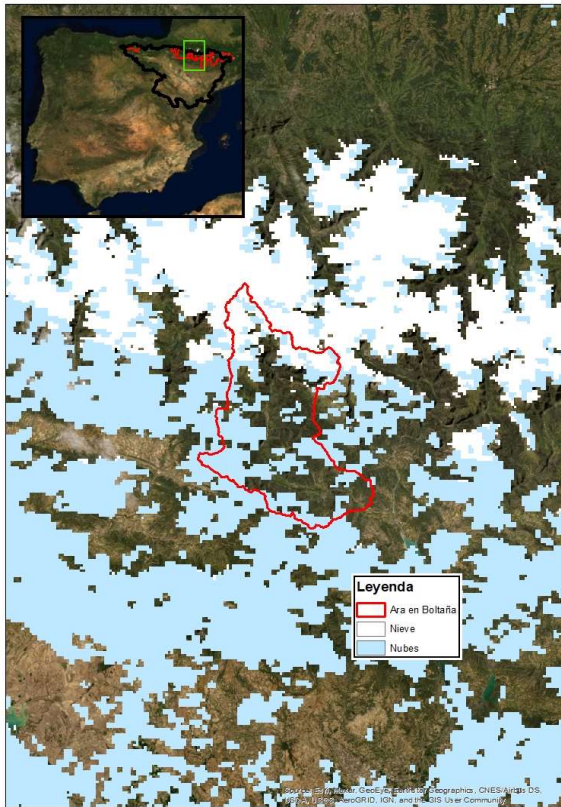 Leyenda
Ara en Boltaña
Nieve
Nubes
Source: Esri, Maxar, GeoEye, Earthstar Geographics, CNES/Airbus DS,
USDA, USGS, AeroGRID, IGN, and the GIS User Community